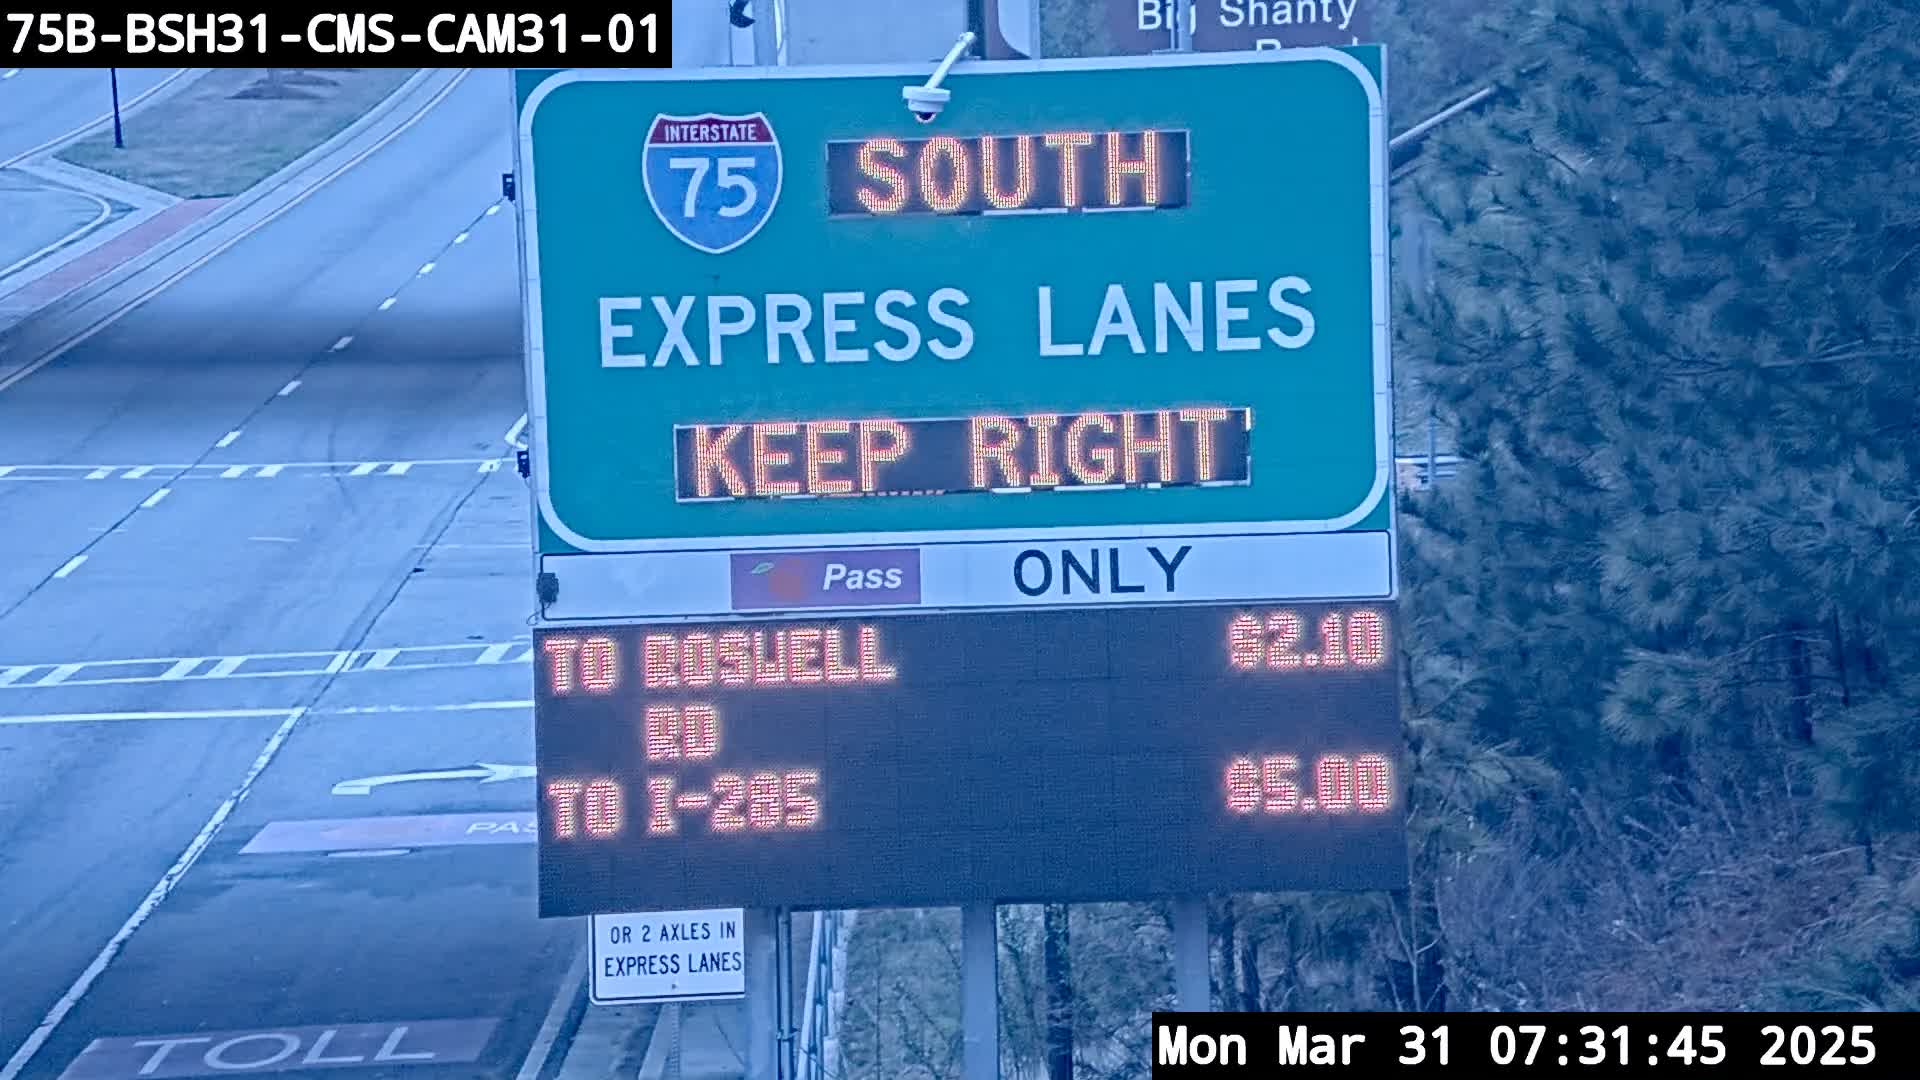 75B-BSH31-CMS-CAM31-01
Big Shanty
INTERSTATE
75
SOUTH
EXPRESS LANES
KEEP RIGHT
Pass ONLY
TO ROSWELL $2.10
RD
TO I-285 $5.00
OR 2 AXLES IN
EXPRESS LANES
TOLL
Mon Mar 31 07:31:45 2025